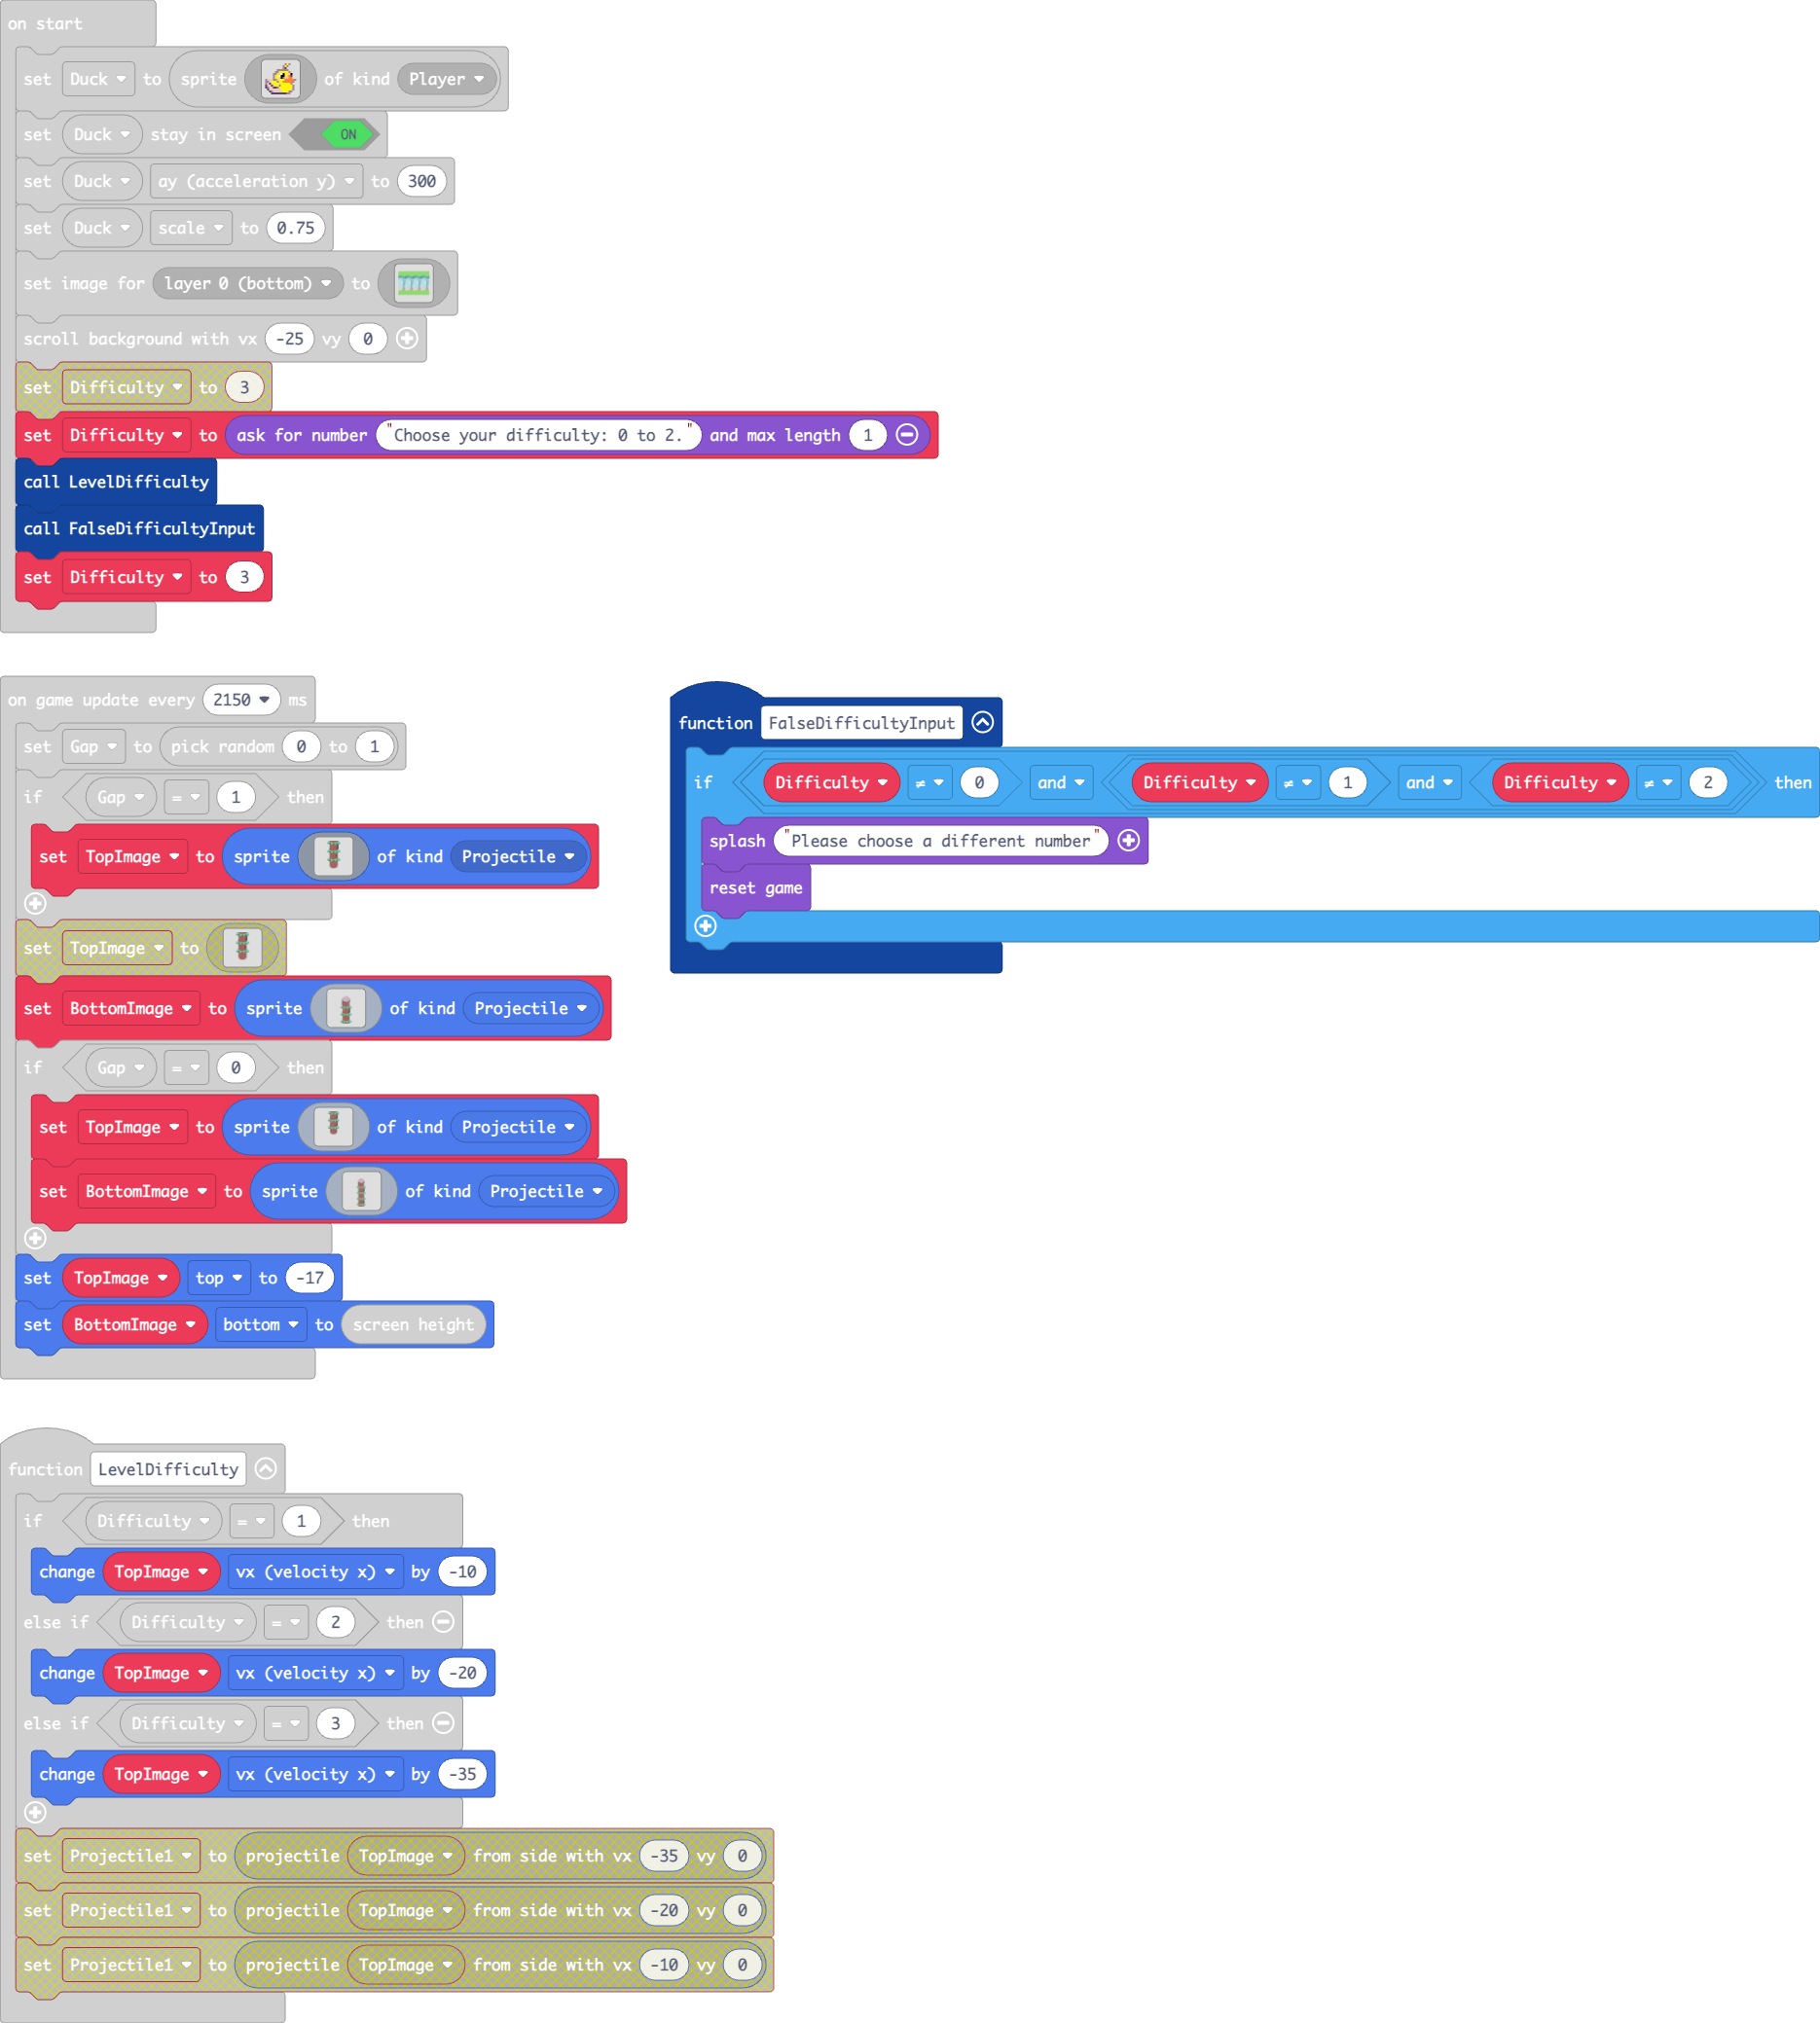 on start
set Duck to sprite of kind Player
set Duck stay in screen ON
set Duck ay (acceleration y) to 300
set Duck scale to 0.75
set image for layer 0 (bottom) to
scroll background with vx -25 vy 0
set Difficulty to 3
set Difficulty to ask for number "Choose your difficulty: 0 to 2." and max length 1
call LevelDifficulty
call FalseDifficultyInput
set Difficulty to 3
on game update every 2150 ms
set Gap to pick random 0 to 1
if Gap = 1 then
set TopImage to sprite of kind Projectile
set TopImage to
set BottomImage to sprite of kind Projectile
if Gap = 0 then
set TopImage to sprite of kind Projectile
set BottomImage to sprite of kind Projectile
set TopImage top to -17
set BottomImage bottom to screen height
function FalseDifficultyInput
if Difficulty ≠ 0 and Difficulty ≠ 1 and Difficulty ≠ 2 then
splash "Please choose a different number"
reset game
function LevelDifficulty
if Difficulty = 1 then
change TopImage vx (velocity x) by -10
else if Difficulty = 2 then
change TopImage vx (velocity x) by -20
else if Difficulty = 3 then
change TopImage vx (velocity x) by -35
set Projectile1 to projectile TopImage from side with vx -35 vy 0
set Projectile1 to projectile TopImage from side with vx -20 vy 0
set Projectile1 to projectile TopImage from side with vx -10 vy 0